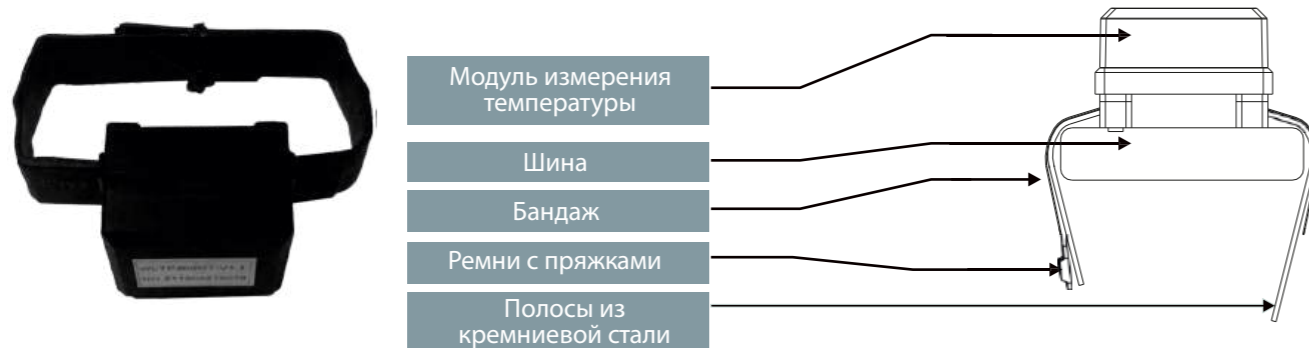 Модуль измерения
температуры
Шина
Бандаж
Ремни с пряжками
Полосы из
кремниевой стали